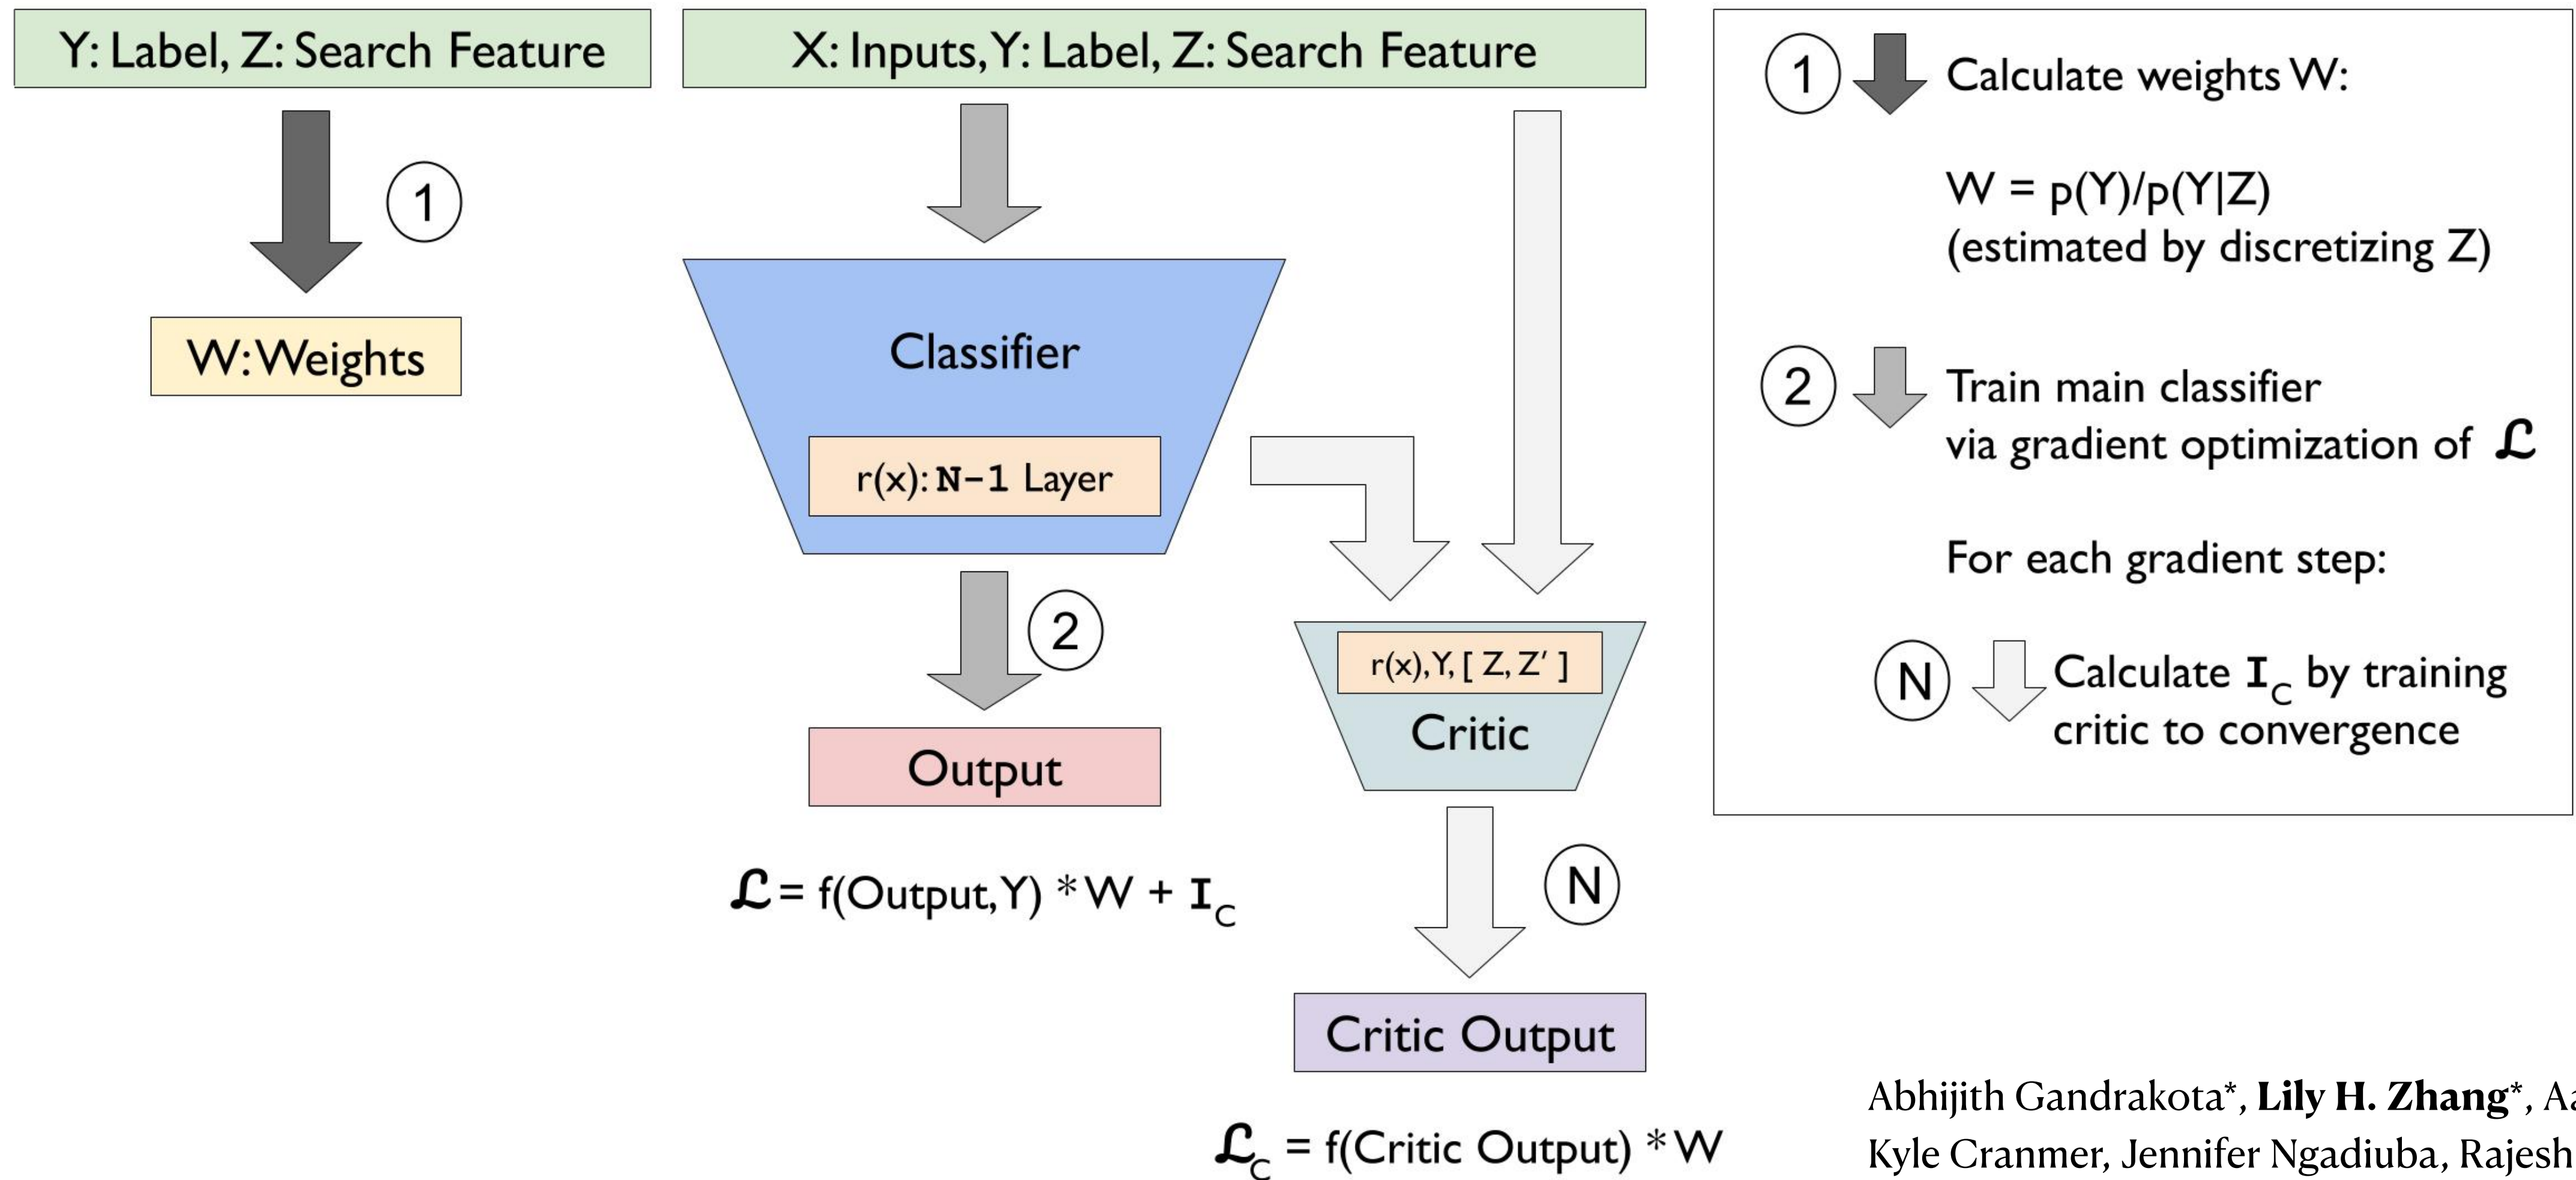 Y: Label, Z: Search Feature
X: Inputs, Y: Label, Z: Search Feature
1
W: Weights
Classifier
r(x): N-1 Layer
2
Output
ℒ = f(Output, Y) * W + I_C
r(x), Y, [ Z, Z′ ]
Critic
N
Critic Output
ℒ_C = f(Critic Output) * W
1 Calculate weights W:
W = p(Y)/p(Y|Z)
(estimated by discretizing Z)
2 Train main classifier
via gradient optimization of ℒ
For each gradient step:
N Calculate I_C by training
critic to convergence
Abhijith Gandrakota*, Lily H. Zhang*,
Kyle Cranmer, Jennifer Ngadiuba, Rajesh